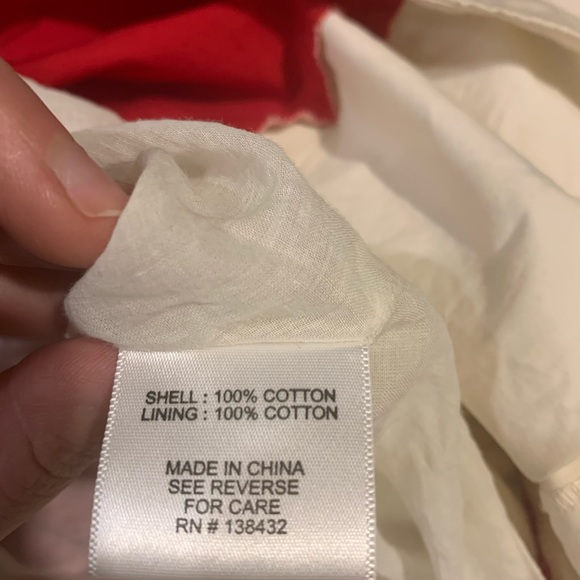 SHELL : 100% COTTON
LINING : 100% COTTON
MADE IN CHINA
SEE REVERSE
FOR CARE
RN # 138432